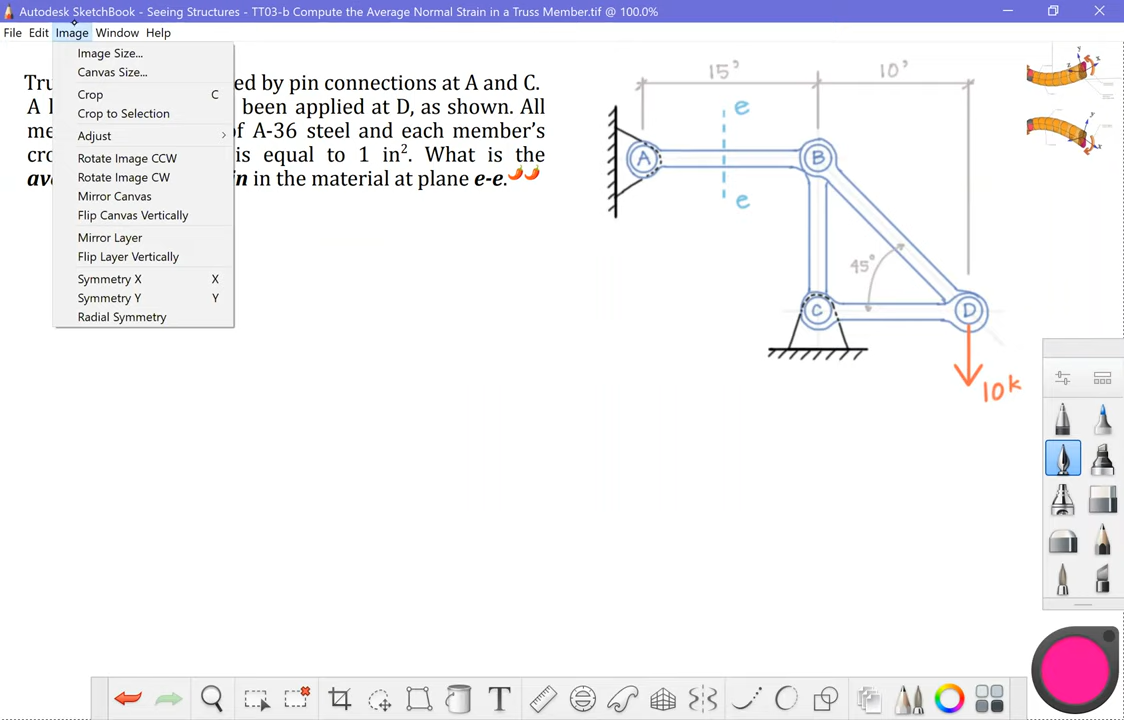 Autodesk SketchBook - Seeing Structures - TT03-b Compute the Average Normal Strain in a Truss Member.tif @ 100.0%
File Edit Image Window Help
Image Size...
Canvas Size...
Crop C
Crop to Selection
Adjust
Rotate Image CCW
Rotate Image CW
Mirror Canvas
Flip Canvas Vertically
Mirror Layer
Flip Layer Vertically
Symmetry X X
Symmetry Y Y
Radial Symmetry
ed by pin connections at A and C.
been applied at D, as shown. All
of A-36 steel and each member's
is equal to 1 in². What is the
in the material at plane e-e.
15' 10'
e
A B
e
45°
C D
10k
T